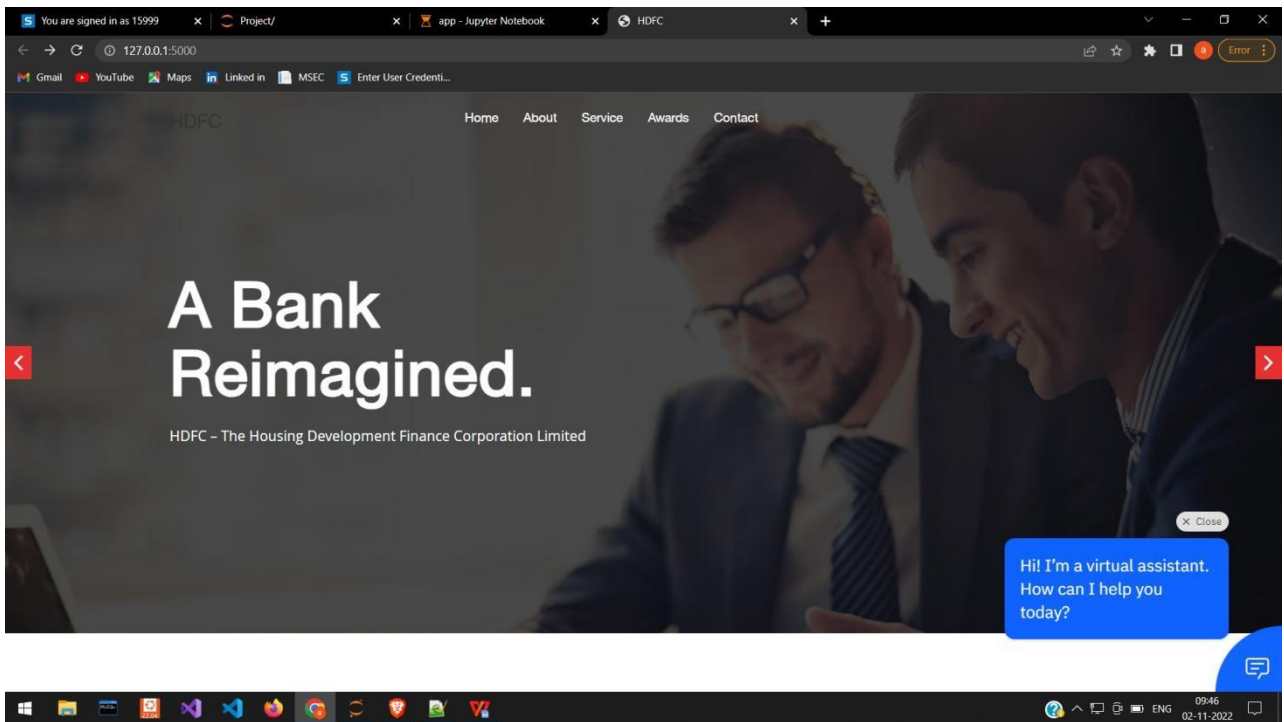 You are signed in as 15999
Project/
app - Jupyter Notebook
HDFC
127.0.0.1:5000
Error
Gmail
YouTube
Maps
Linked in
MSEC
Enter User Credenti...
HDFC
Home About Service Awards Contact
A Bank
Reimagined.
HDFC – The Housing Development Finance Corporation Limited
× Close
Hi! I'm a virtual assistant.
How can I help you
today?
ENG
09:46
02-11-2022